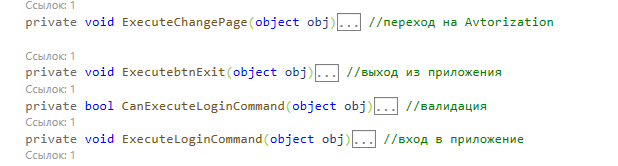 Ссылок: 1
private void ExecuteChangePage(object obj)... //переход на Avtorization
Ссылок: 1
private void ExecutebtnExit(object obj)... //выход из приложения
Ссылок: 1
private bool CanExecuteLoginCommand(object obj)... //валидация
Ссылок: 1
private void ExecuteLoginCommand(object obj)... //вход в приложение
Ссылок: 1